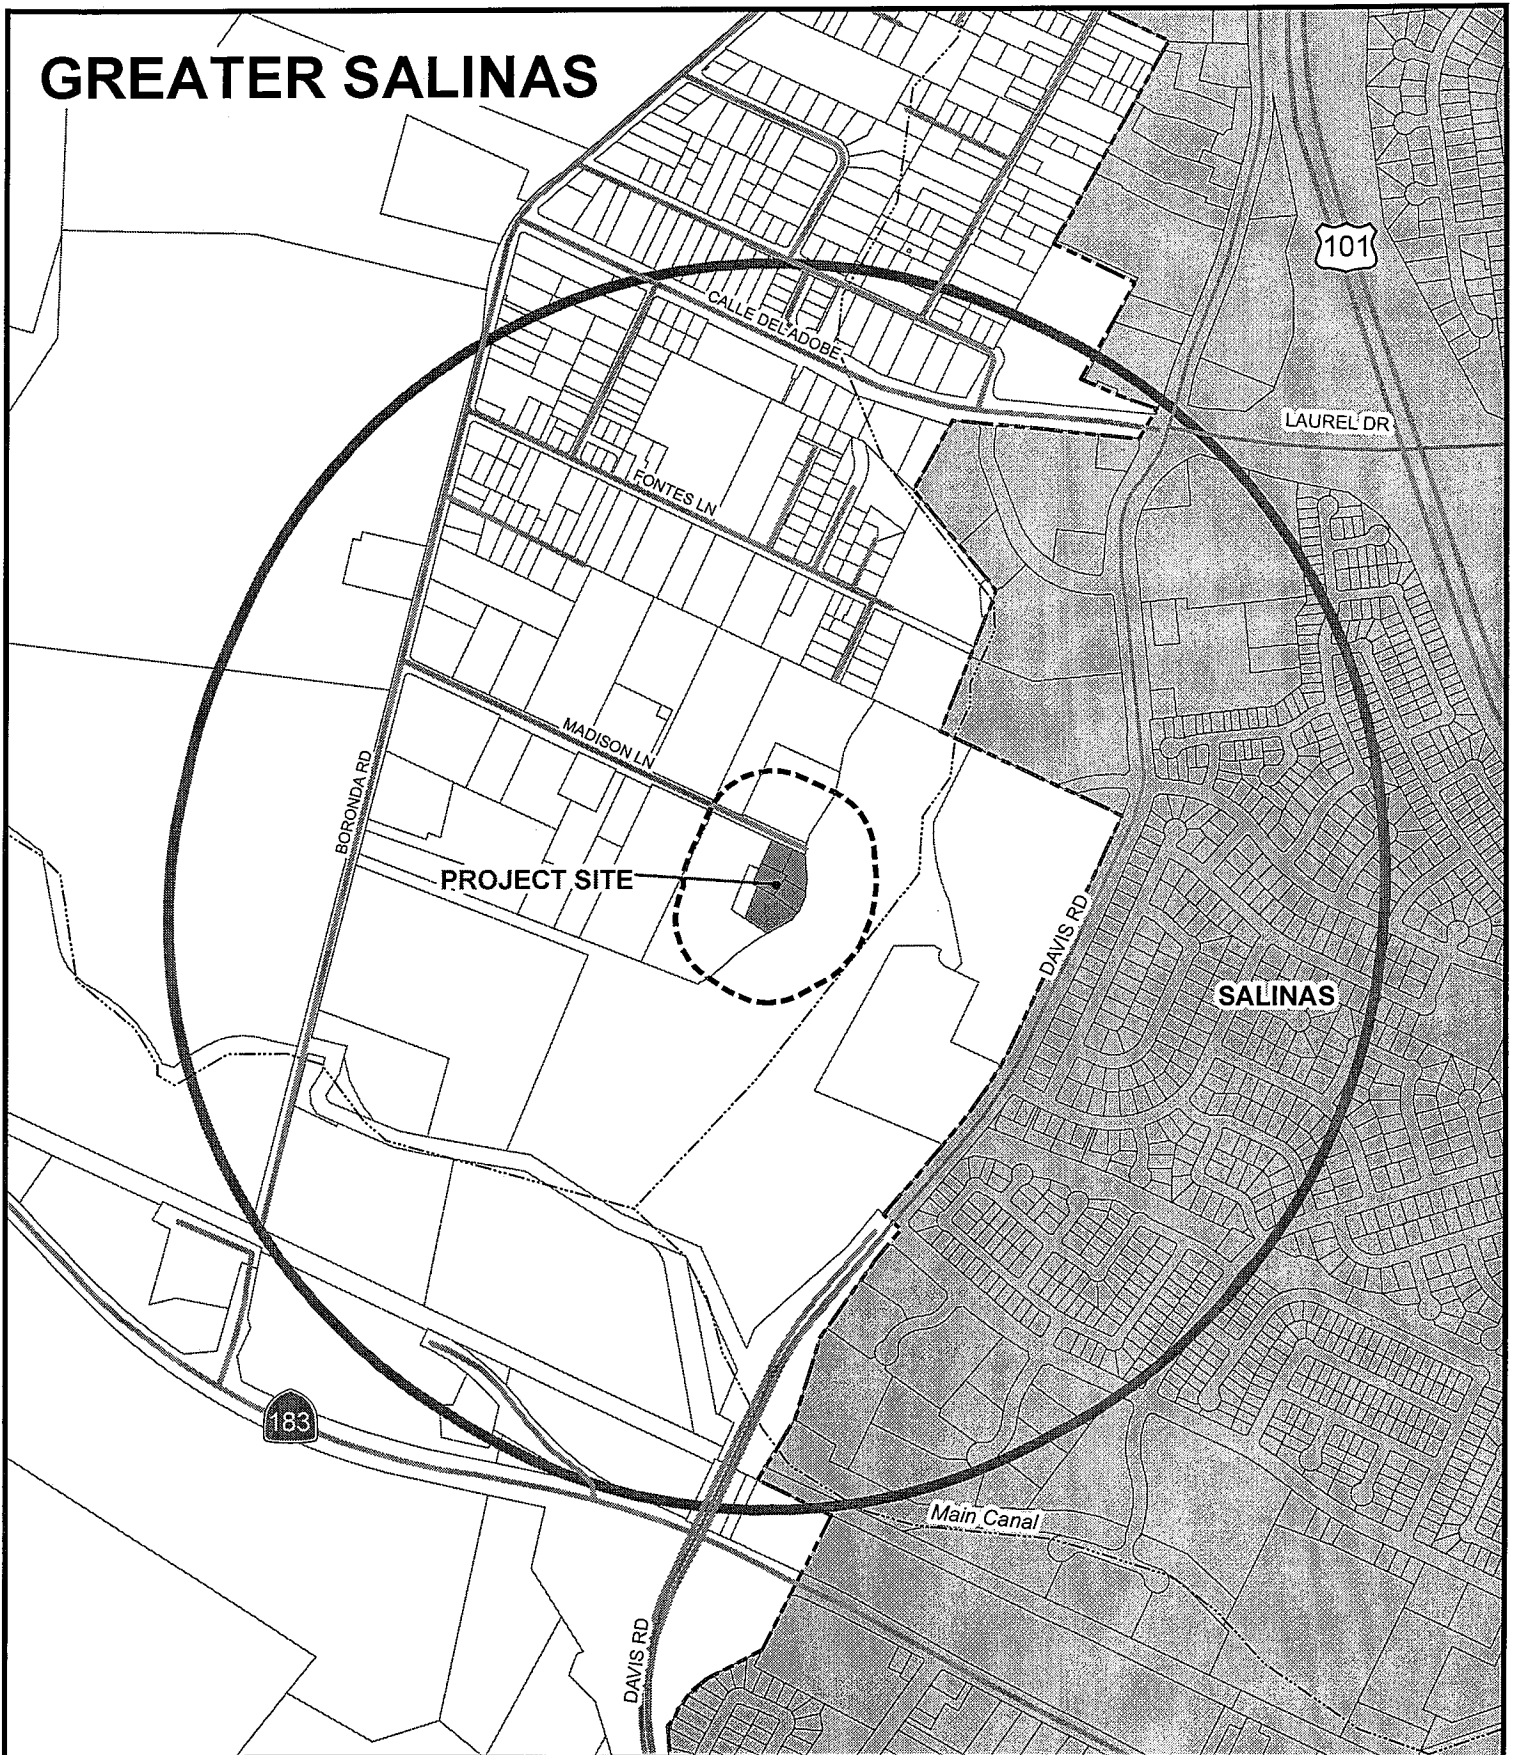 GREATER SALINAS
101
CALLE DEL ADOBE
LAUREL DR
FONTES LN
MADISON LN
BORONDA RD
PROJECT SITE
DAVIS RD
SALINAS
183
Main Canal
DAVIS RD